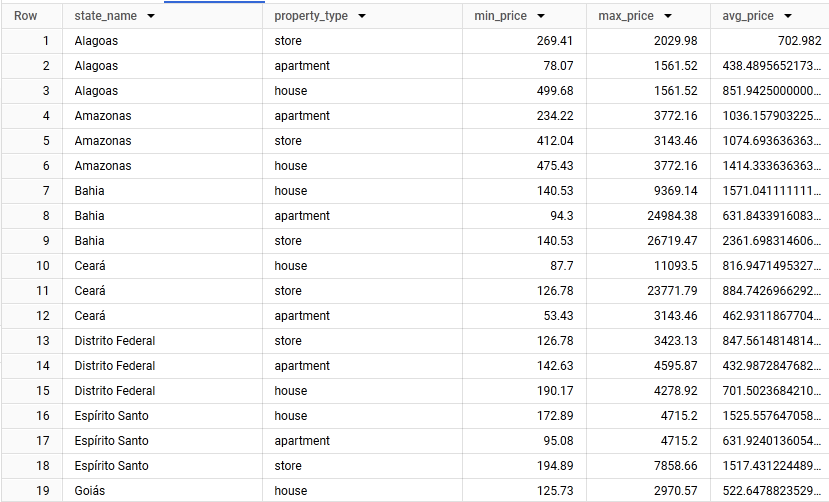 Row state_name property_type min_price max_price avg_price
1 Alagoas store 269.41 2029.98 702.982
2 Alagoas apartment 78.07 1561.52 438.4895652173...
3 Alagoas house 499.68 1561.52 851.9425000000...
4 Amazonas apartment 234.22 3772.16 1036.157903225...
5 Amazonas store 412.04 3143.46 1074.693636363...
6 Amazonas house 475.43 3772.16 1414.333636363...
7 Bahia house 140.53 9369.14 1571.041111111...
8 Bahia apartment 94.3 24984.38 631.8433916083...
9 Bahia store 140.53 26719.47 2361.698314606...
10 Ceará house 87.7 11093.5 816.9471495327...
11 Ceará store 126.78 23771.79 884.7426966292...
12 Ceará apartment 53.43 3143.46 462.9311867704...
13 Distrito Federal store 126.78 3423.13 847.5614814814...
14 Distrito Federal apartment 142.63 4595.87 432.9872847682...
15 Distrito Federal house 190.17 4278.92 701.5023684210...
16 Espírito Santo house 172.89 4715.2 1525.557647058...
17 Espírito Santo apartment 95.08 4715.2 631.9240136054...
18 Espírito Santo store 194.89 7858.66 1517.431224489...
19 Goiás house 125.73 2970.57 522.6478823529...